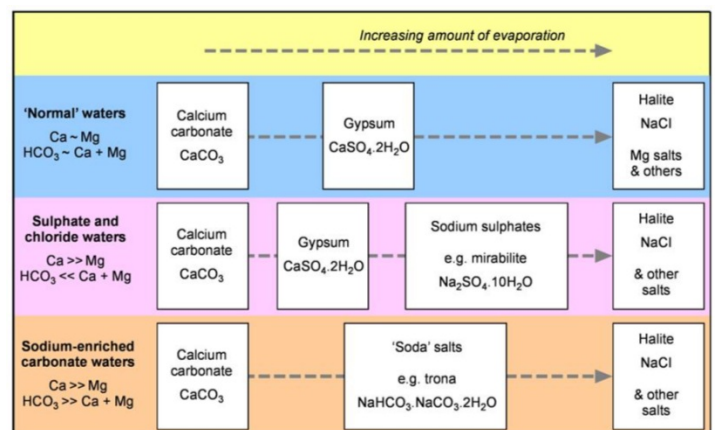 Increasing amount of evaporation
'Normal' waters
Ca ~ Mg
HCO₃ ~ Ca + Mg
Calcium
carbonate
CaCO₃
Gypsum
CaSO₄.2H₂O
Halite
NaCl
Mg salts
& others
Sulphate and
chloride waters
Ca >> Mg
HCO₃ << Ca + Mg
Calcium
carbonate
CaCO₃
Gypsum
CaSO₄.2H₂O
Sodium sulphates
e.g. mirabilite
Na₂SO₄.10H₂O
Halite
NaCl
& other
salts
Sodium-enriched
carbonate waters
Ca >> Mg
HCO₃ >> Ca + Mg
Calcium
carbonate
CaCO₃
'Soda' salts
e.g. trona
NaHCO₃.NaCO₃.2H₂O
Halite
NaCl
& other
salts